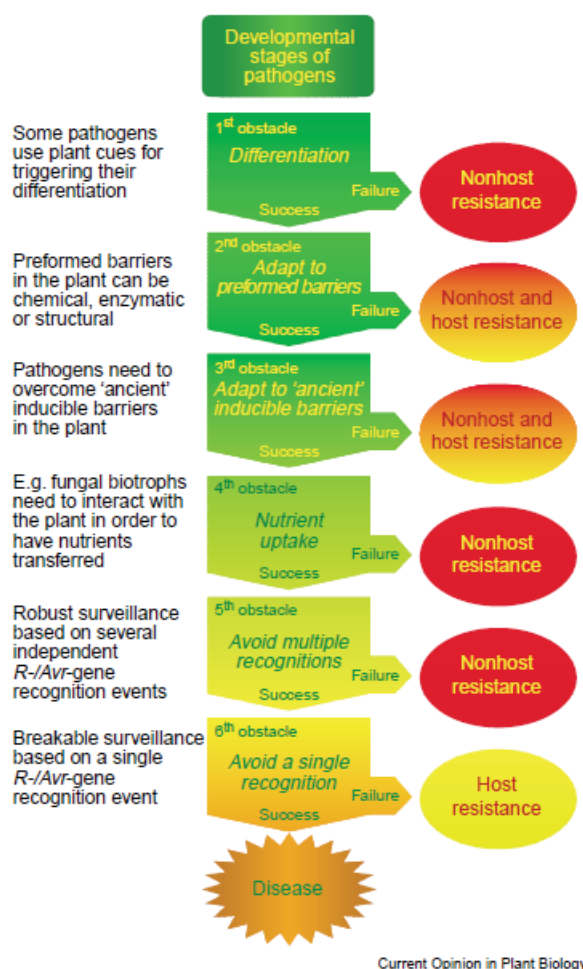 Developmental
stages of
pathogens
Some pathogens
use plant cues for
triggering their
differentiation
1st obstacle
Differentiation
Failure
Success
Nonhost
resistance
Preformed barriers
in the plant can be
chemical, enzymatic
or structural
2nd obstacle
Adapt to
preformed barriers
Failure
Success
Nonhost and
host resistance
Pathogens need to
overcome ‘ancient’
inducible barriers
in the plant
3rd obstacle
Adapt to ‘ancient’
inducible barriers
Failure
Success
Nonhost and
host resistance
E.g. fungal biotrophs
need to interact with
the plant in order to
have nutrients
transferred
4th obstacle
Nutrient
uptake
Failure
Success
Nonhost
resistance
Robust surveillance
based on several
independent
R-/Avr-gene
recognition events
5th obstacle
Avoid multiple
recognitions
Failure
Success
Nonhost
resistance
Breakable surveillance
based on a single
R-/Avr-gene
recognition event
6th obstacle
Avoid a single
recognition
Failure
Success
Host
resistance
Disease
Current Opinion in Plant Biology